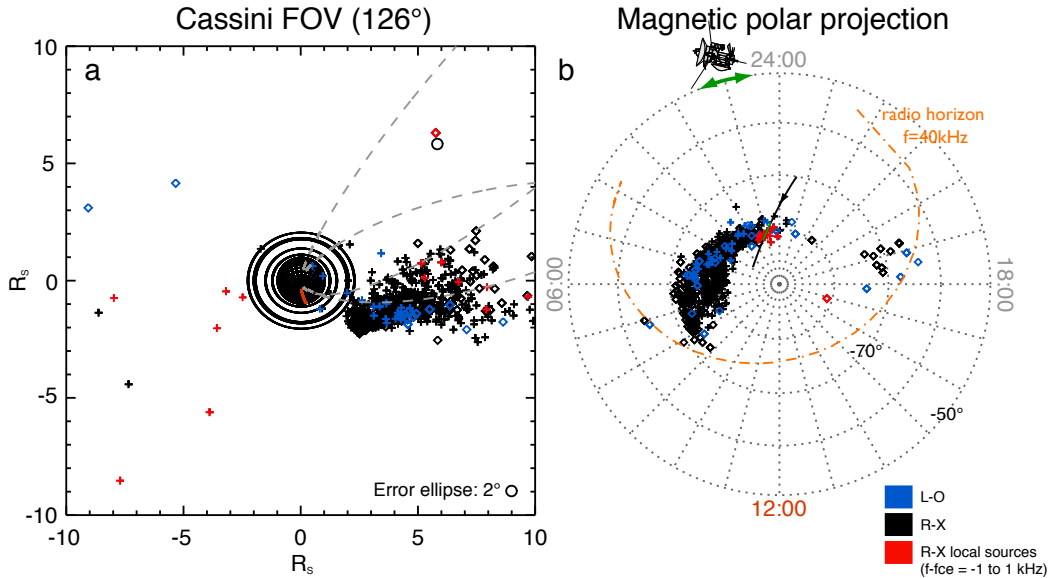 Cassini FOV (126°)
a
10
5
0
-5
-10
Rs
-10
-5
0
5
10
Rs
Error ellipse: 2°
Magnetic polar projection
b
24:00
radio horizon
f=40kHz
06:00
18:00
-70°
-50°
12:00
L-O
R-X
R-X local sources
(f-fce = -1 to 1 kHz)